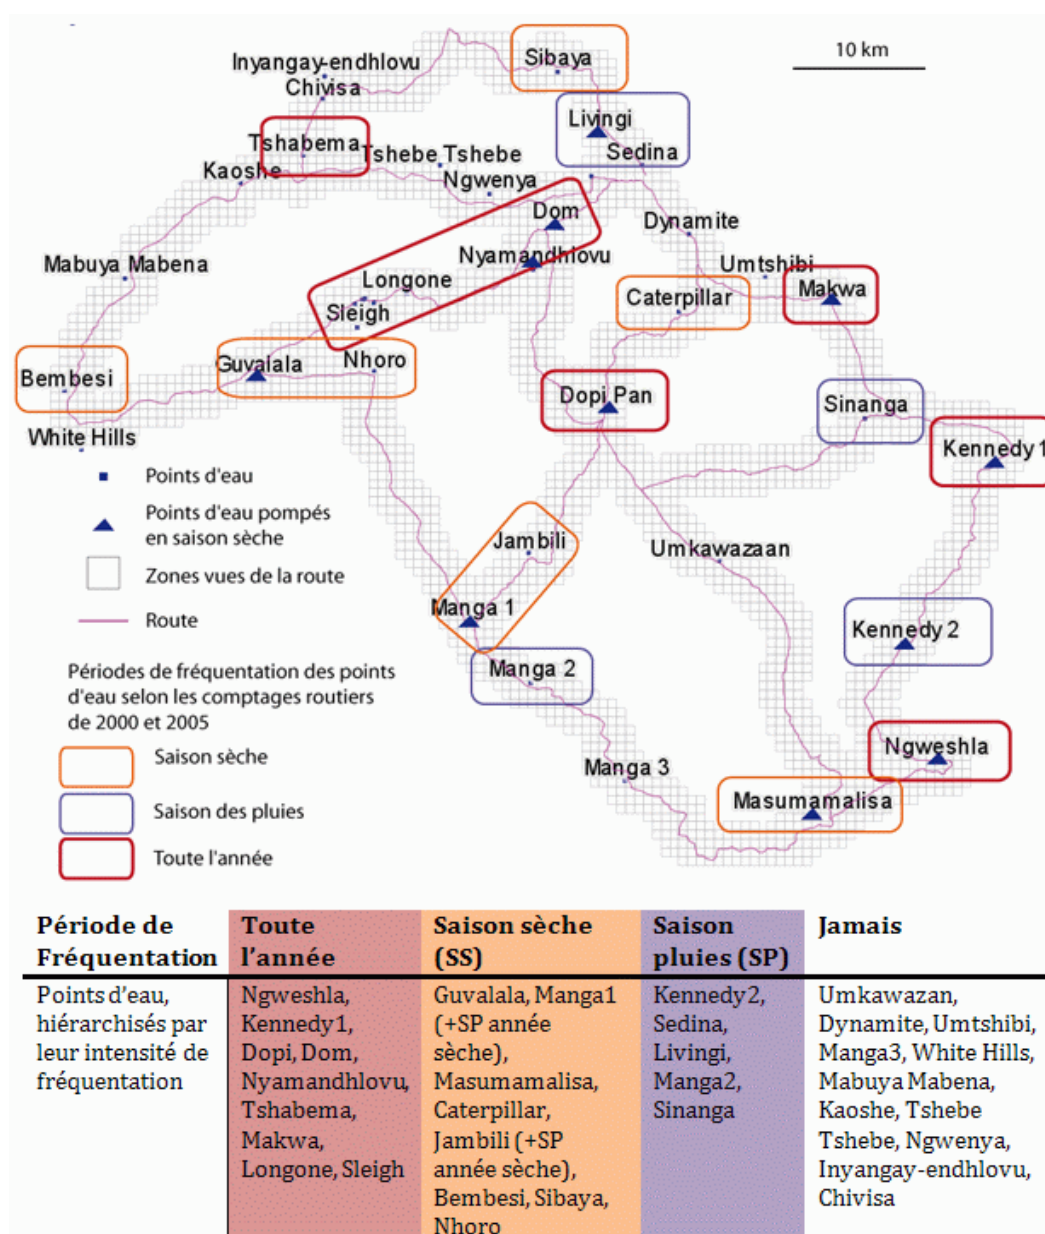 Sibaya
10 km
Inyangay-endhlovu
Chivisa
Livingi
Tshabema
Tshebe Tshebe
Sedina
Kaoshe
Ngwenya
Dom
Dynamite
Nyamandhlovu
Mabuya Mabena
Umtshibi
Longone
Caterpillar
Makwa
Sleigh
Guvalala
Nhoro
Bembesi
Dopi Pan
Sinanga
White Hills
Kennedy 1
Points d'eau
Points d'eau pompés
en saison sèche
Jambili
Umkawazaan
Zones vues de la route
Manga 1
Route
Kennedy 2
Périodes de fréquentation des points
d'eau selon les comptages routiers
de 2000 et 2005
Manga 2
Saison sèche
Ngweshla
Manga 3
Masumamalisa
Saison des pluies
Toute l'année
Période de
Fréquentation
Toute
l'année
Saison sèche
(SS)
Saison
pluies (SP)
Jamais
Points d'eau,
hiérarchisés par
leur intensité de
fréquentation
Ngweshla,
Kennedy1,
Dopi, Dom,
Nyamandhlovu,
Tshabema,
Makwa,
Longone, Sleigh
Guvalala, Manga1
(+SP année
sèche),
Masumamalisa,
Caterpillar,
Jambili (+SP
année sèche),
Bembesi, Sibaya,
Nhoro
Kennedy2,
Sedina,
Livingi,
Manga2,
Sinanga
Umkawazan,
Dynamite, Umtshibi,
Manga3, White Hills,
Mabuya Mabena,
Kaoshe, Tshebe
Tshebe, Ngwenya,
Inyangay-endhlovu,
Chivisa